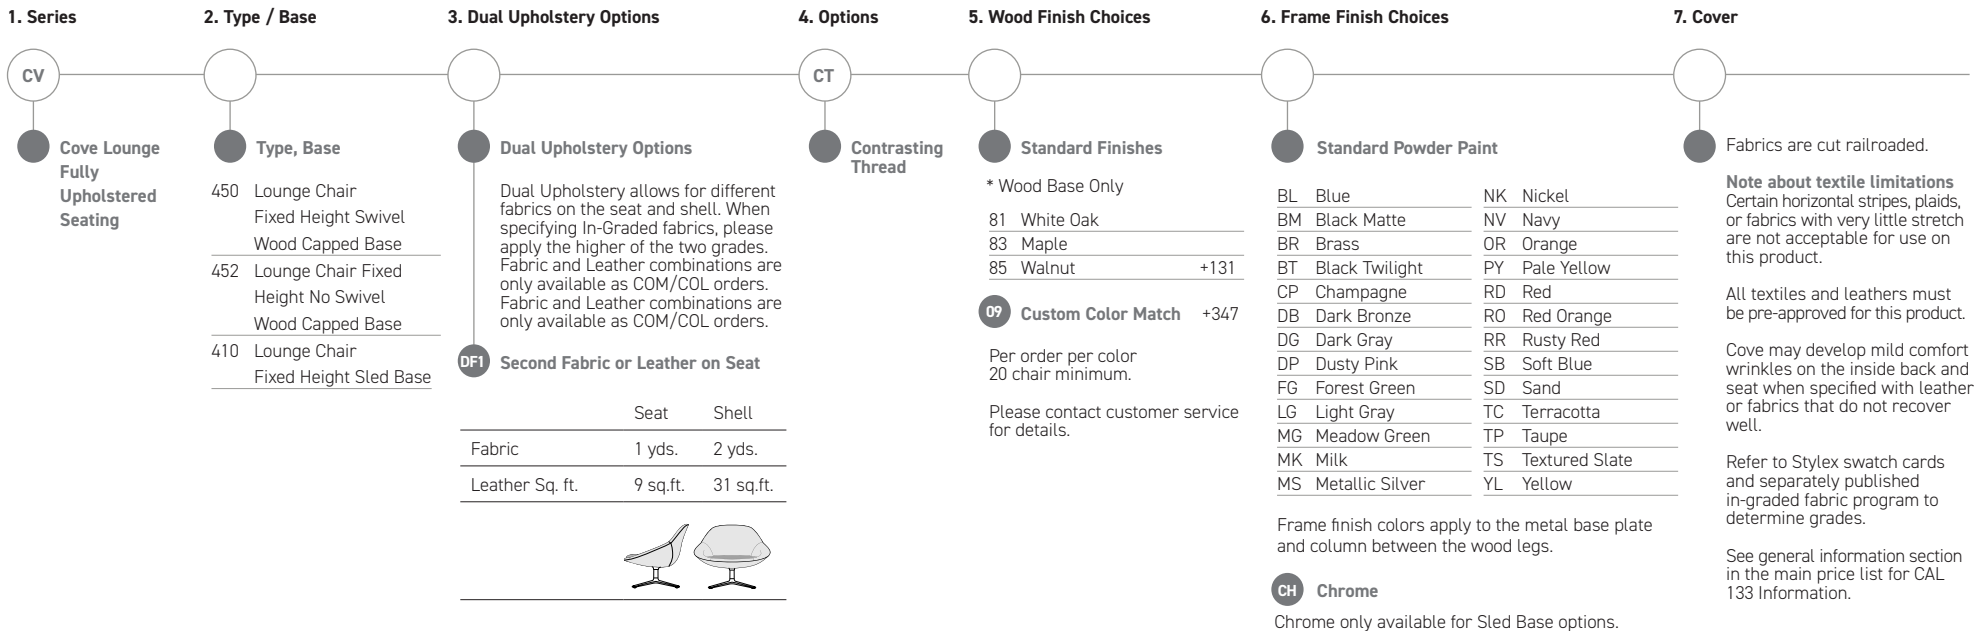 1. Series
CV
Cove Lounge
Fully
Upholstered
Seating
2. Type / Base
Type, Base
450 Lounge Chair
Fixed Height Swivel
Wood Capped Base
452 Lounge Chair Fixed
Height No Swivel
Wood Capped Base
410 Lounge Chair
Fixed Height Sled Base
3. Dual Upholstery Options
Dual Upholstery Options
Dual Upholstery allows for different
fabrics on the seat and shell. When
specifying In-Graded fabrics, please
apply the higher of the two grades.
Fabric and Leather combinations are
only available as COM/COL orders.
Fabric and Leather combinations are
only available as COM/COL orders.
DF1 Second Fabric or Leather on Seat
Seat Shell
Fabric 1 yds. 2 yds.
Leather Sq. ft. 9 sq.ft. 31 sq.ft.
4. Options
CT
Contrasting
Thread
5. Wood Finish Choices
Standard Finishes
* Wood Base Only
81 White Oak
83 Maple
85 Walnut +131
09 Custom Color Match +347
Per order per color
20 chair minimum.
Please contact customer service
for details.
6. Frame Finish Choices
Standard Powder Paint
BL Blue
BM Black Matte
BR Brass
BT Black Twilight
CP Champagne
DB Dark Bronze
DG Dark Gray
DP Dusty Pink
FG Forest Green
LG Light Gray
MG Meadow Green
MK Milk
MS Metallic Silver
NK Nickel
NV Navy
OR Orange
PY Pale Yellow
RD Red
RO Red Orange
RR Rusty Red
SB Soft Blue
SD Sand
TC Terracotta
TP Taupe
TS Textured Slate
YL Yellow
Frame finish colors apply to the metal base plate
and column between the wood legs.
CH Chrome
Chrome only available for Sled Base options.
7. Cover
Fabrics are cut railroaded.
Note about textile limitations
Certain horizontal stripes, plaids,
or fabrics with very little stretch
are not acceptable for use on
this product.
All textiles and leathers must
be pre-approved for this product.
Cove may develop mild comfort
wrinkles on the inside back and
seat when specified with leather
or fabrics that do not recover
well.
Refer to Stylex swatch cards
and separately published
in-graded fabric program to
determine grades.
See general information section
in the main price list for CAL
133 Information.